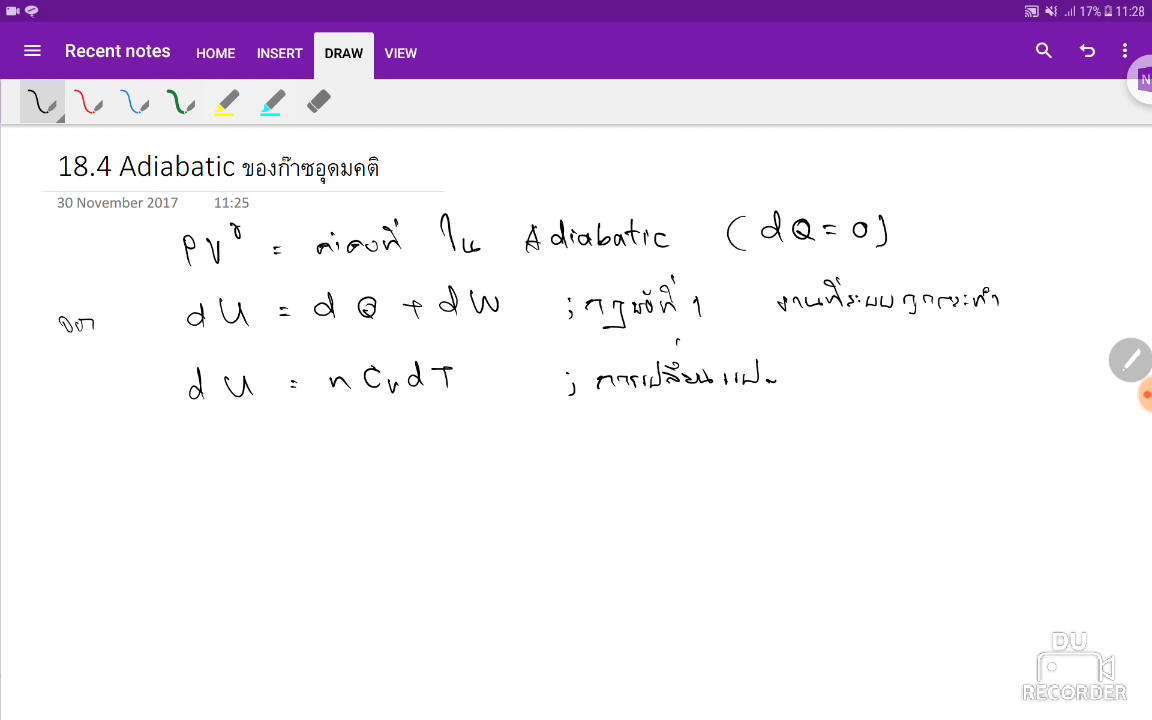 17% 11:28
Recent notes HOME INSERT DRAW VIEW
N
18.4 Adiabatic ของก๊าซอุดมคติ
30 November 2017 11:25
PV^γ = ค่าคงที่ ใน Adiabatic (dQ = 0)
จาก dU = dQ + dW ; กฎข้อที่ 1 งานที่ระบบถูกกระทำ
dU = nCvdT ; การเปลี่ยนแปล
DU
RECORDER